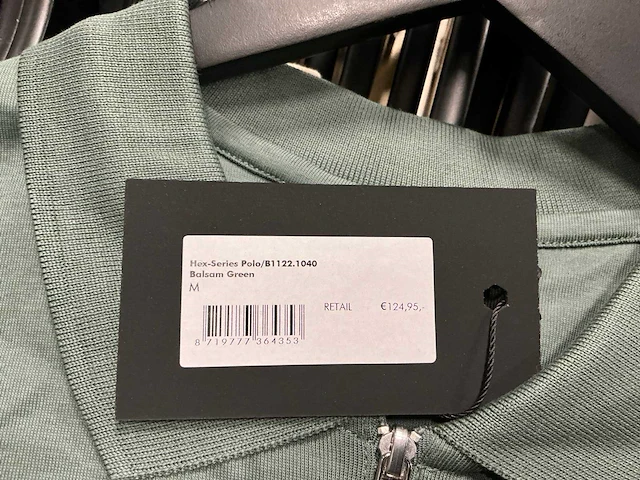 Hex-Series Polo/B1122.1040
Balsam Green
M
RETAIL €124,95,-
8 719777 364353